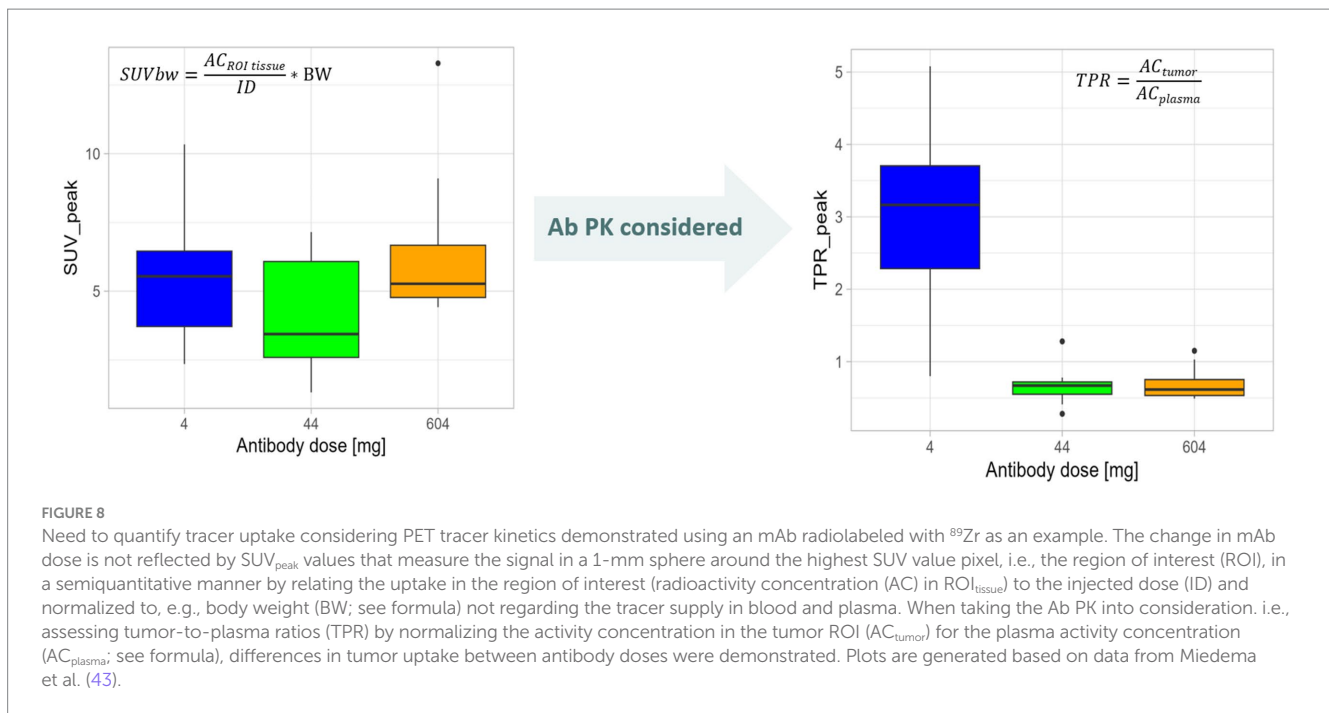 SUVbw = AC_ROI tissue / ID * BW
SUV_peak
10
5
4 44 604
Antibody dose [mg]
Ab PK considered
TPR = AC_tumor / AC_plasma
TPR_peak
5
4
3
2
1
4 44 604
Antibody dose [mg]
FIGURE 8
Need to quantify tracer uptake considering PET tracer kinetics demonstrated using an mAb radiolabeled with ⁸⁹Zr as an example. The change in mAb
dose is not reflected by SUVpeak values that measure the signal in a 1-mm sphere around the highest SUV value pixel, i.e., the region of interest (ROI), in
a semiquantitative manner by relating the uptake in the region of interest (radioactivity concentration (AC) in ROItissue) to the injected dose (ID) and
normalized to, e.g., body weight (BW; see formula) not regarding the tracer supply in blood and plasma. When taking the Ab PK into consideration. i.e.,
assessing tumor-to-plasma ratios (TPR) by normalizing the activity concentration in the tumor ROI (ACtumor) for the plasma activity concentration
(ACplasma; see formula), differences in tumor uptake between antibody doses were demonstrated. Plots are generated based on data from Miedema
et al. (43).